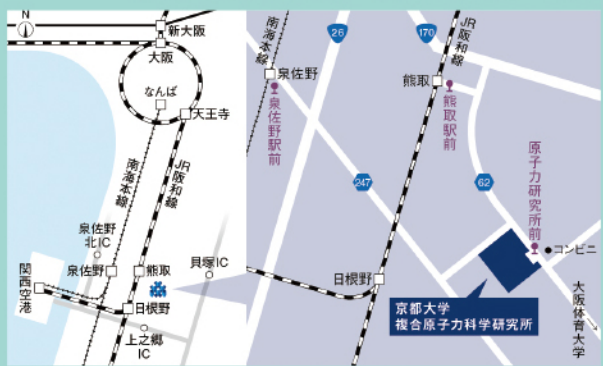 N
新大阪
大阪
なんば
天王寺
南海本線
JR阪和線
泉佐野
北IC
貝塚IC
泉佐野
熊取
関西空港
日根野
上之郷
IC
南海本線
26
170
JR阪和線
泉佐野
熊取
泉佐野駅前
熊取駅前
原子力研究所前
247
62
コンビニ
日根野
京都大学
複合原子力科学研究所
大阪体育大学